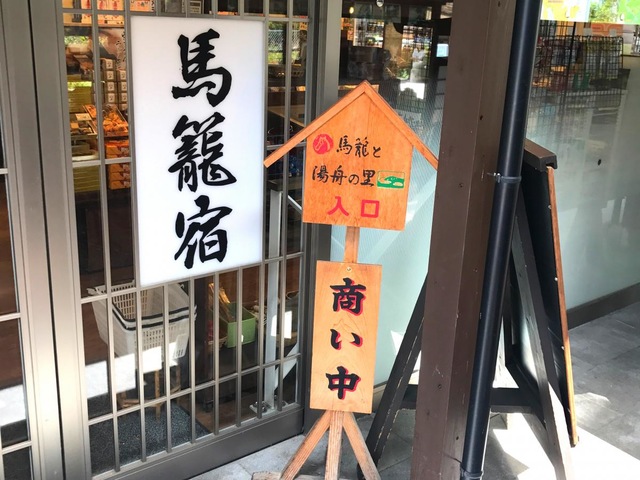 馬籠宿
馬籠と
湯舟の里
入口
商い中